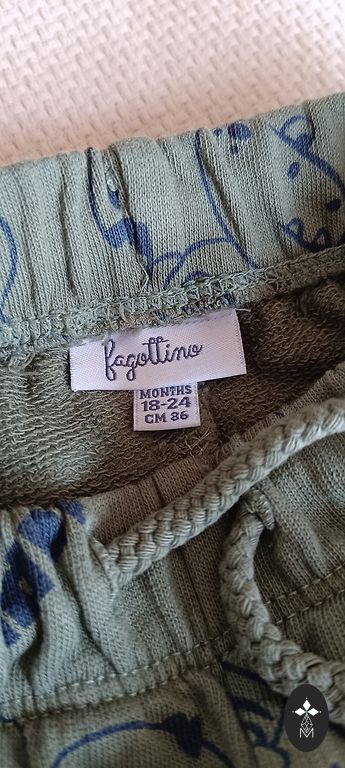 fagottino
MONTHS
18-24
CM 86
M